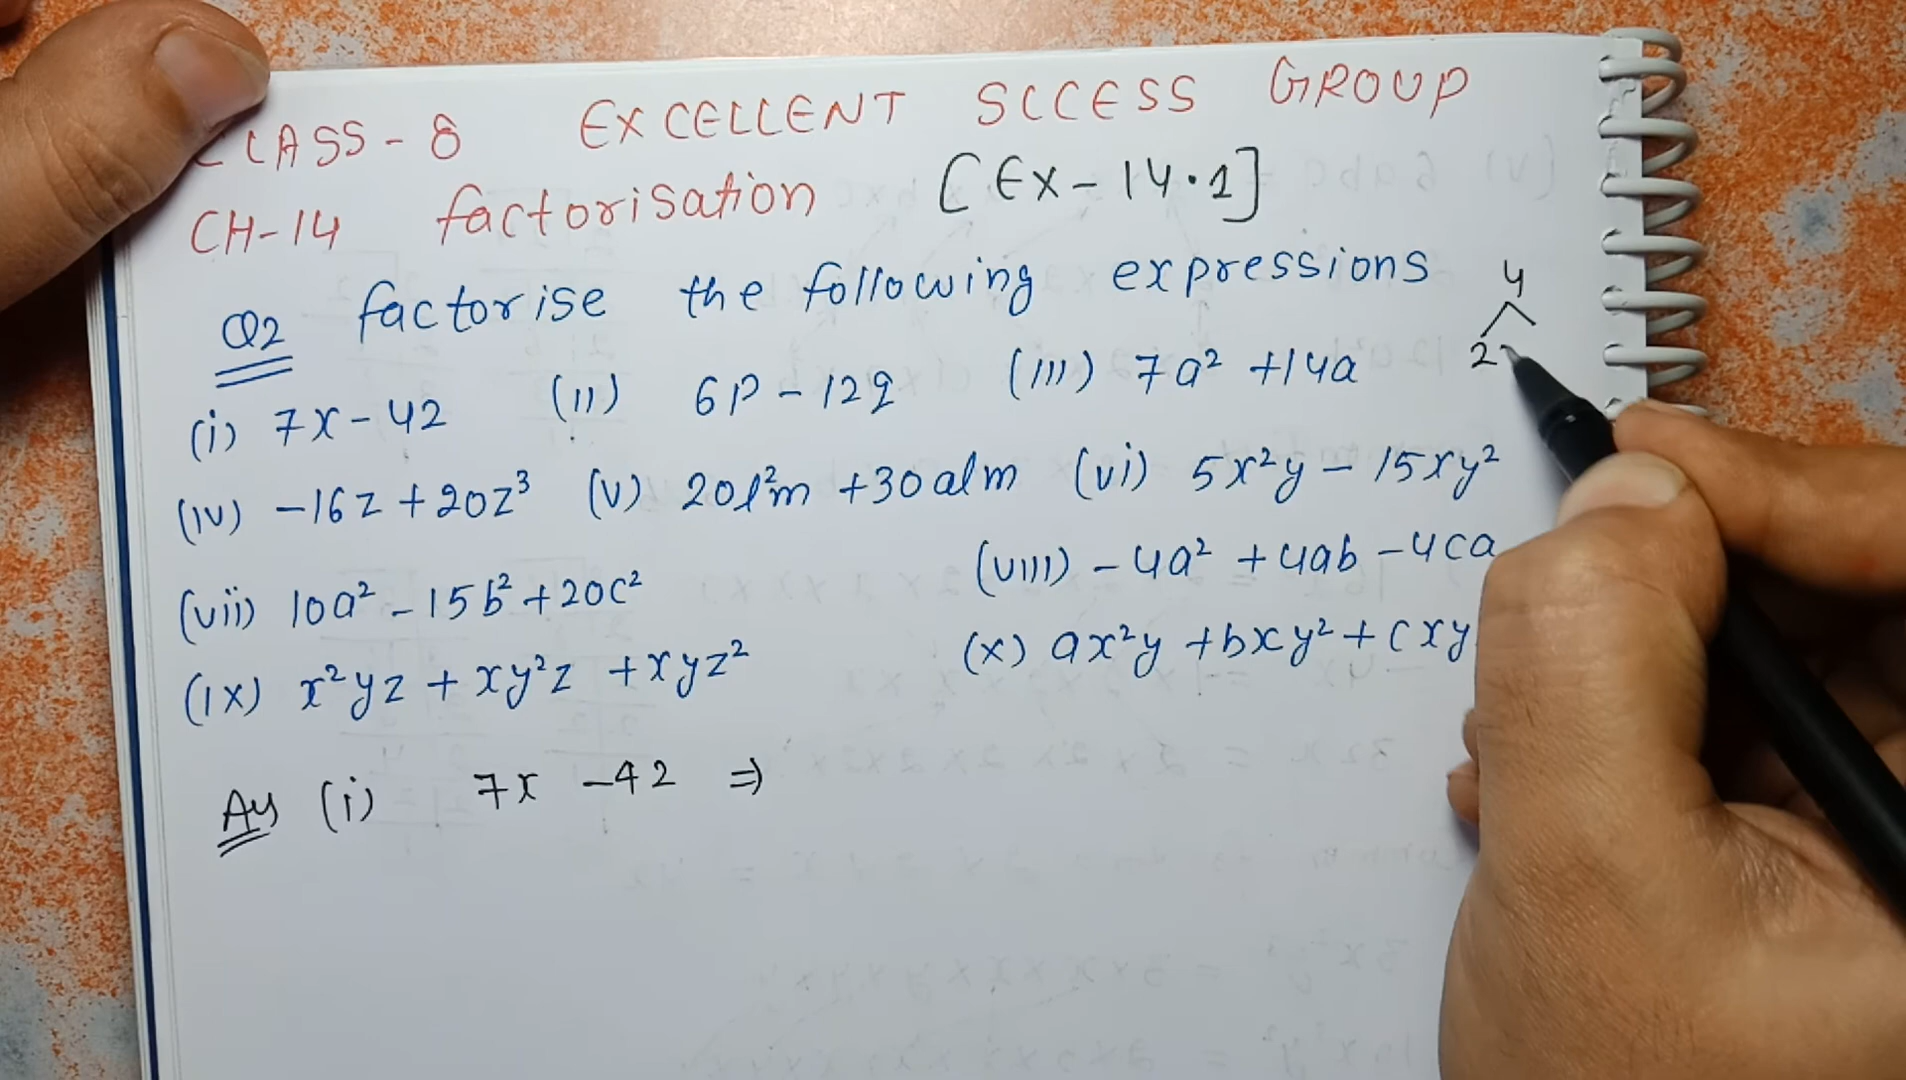 CLASS - 8 EXCELLENT SCCESS GROUP
CH-14 factorisation [EX-14.1]
Q2 factorise the following expressions
4
2
(i) 7x - 42 (ii) 6p - 12q (iii) 7a² + 14a
(iv) -16z + 20z³ (v) 20l²m + 30alm (vi) 5x²y - 15xy²
(vii) 10a² - 15b² + 20c² (viii) -4a² + 4ab - 4ca
(ix) x²yz + xy²z + xyz² (x) ax²y + bxy² + cxy
(i) 7x - 42 ⇒